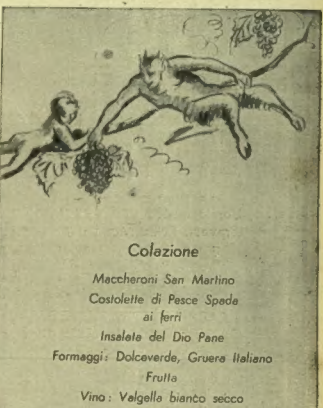 Colazione
Maccheroni San Martino
Costolette di Pesce Spada
ai ferri
Insalata del Dio Pane
Formaggi: Dolceverde, Gruera Italiano
Frutta
Vino: Valgella bianco secco